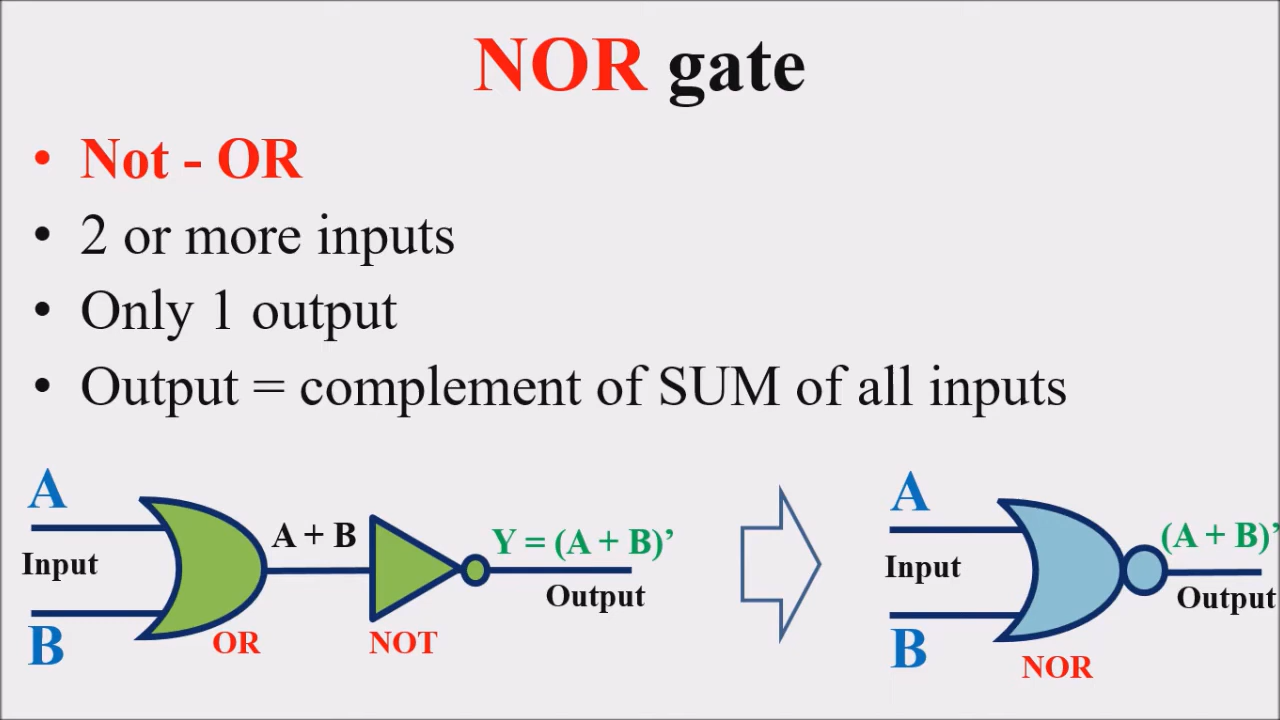 NOR gate
• Not - OR
• 2 or more inputs
• Only 1 output
• Output = complement of SUM of all inputs
A
Input
B
OR
A + B
NOT
Y = (A + B)’
Output
A
Input
B
NOR
(A + B)’
Output